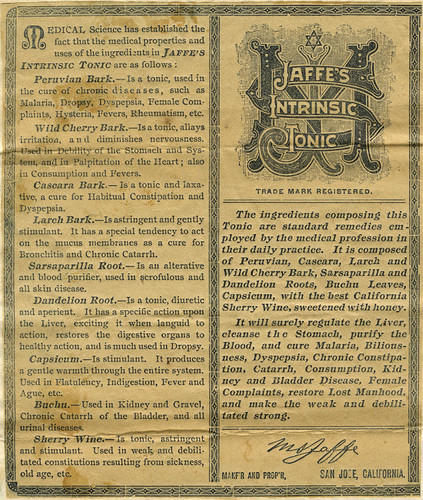 MEDICAL Science has established the
fact that the medical properties and
uses of the ingredients in JAFFE'S
INTRINSIC TONIC are as follows:
Peruvian Bark.—Is a tonic, used
in the cure of chronic diseases, such as
Malaria, Dropsy, Dyspepsia, Female Com-
plaints, Hysteria, Fevers, Rheumatism, etc.
Wild Cherry Bark.—Is a tonic, allays
irritation, and diminishes nervousness.
Used in Debility of the Stomach and Sys-
tem, and in Palpitation of the Heart; also
in Consumption and Fevers.
Cascara Bark.—Is a tonic and laxa-
tive, a cure for Habitual Constipation and
Dyspepsia.
Larch Bark.—Is astringent and gently
stimulant. It has a special tendency to act
on the mucus membranes as a cure for
Bronchitis and Chronic Catarrh.
Sarsaparilla Root.—Is an alterative
and blood purifier, used in scrofulous and
all skin disease.
Dandelion Root.—Is a tonic, diuretic
and aperient. It has a specific action upon
the Liver, exciting it when languid to
action, restores the digestive organs to
healthy action, and is much used in Dropsy.
Capsicum.—Is stimulant. It produces
a gentle warmth through the entire system.
Used in Flatulency, Indigestion, Fever and
Ague, etc.
Buchu.—Used in Kidney and Gravel,
Chronic Catarrh of the Bladder, and all
urinal diseases.
Sherry Wine.—Is tonic, astringent
and stimulant. Used in weak and debili-
tated constitutions resulting from sickness,
old age, etc.
JAFFE'S
INTRINSIC
TONIC
TRADE MARK REGISTERED.
The ingredients composing this
Tonic are standard remedies em-
ployed by the medical profession in
their daily practice. It is composed
of Peruvian, Cascara, Larch and
Wild Cherry Bark, Sarsaparilla and
Dandelion Roots, Buchu Leaves,
Capsicum, with the best California
Sherry Wine, sweetened with honey.
It will surely regulate the Liver,
cleanse the Stomach, purify the
Blood, and cure Malaria, Bilious-
ness, Dyspepsia, Chronic Constipa-
tion, Catarrh, Consumption, Kid-
ney and Bladder Disease, Female
Complaints, restore Lost Manhood,
and make the weak and debili-
tated strong.
M S Jaffe
MAKER AND PROP'R, SAN JOSE, CALIFORNIA.